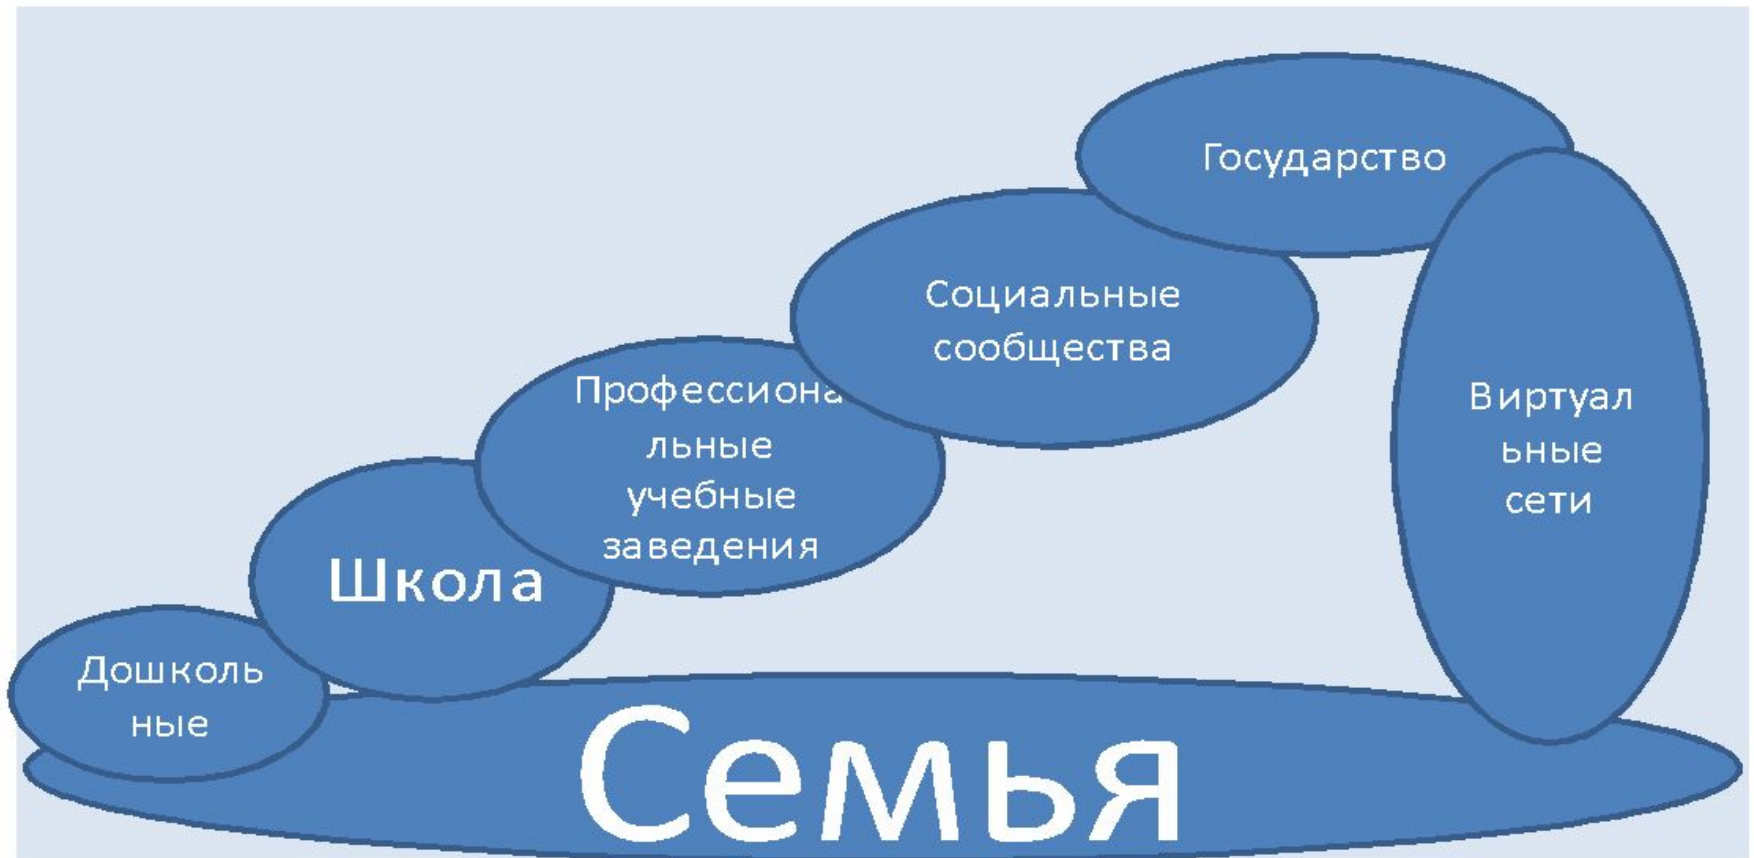 Государство
Социальные
сообщества
Профессиона
льные
учебные
заведения
Виртуал
ьные
сети
Школа
Дошколь
ные
Семья